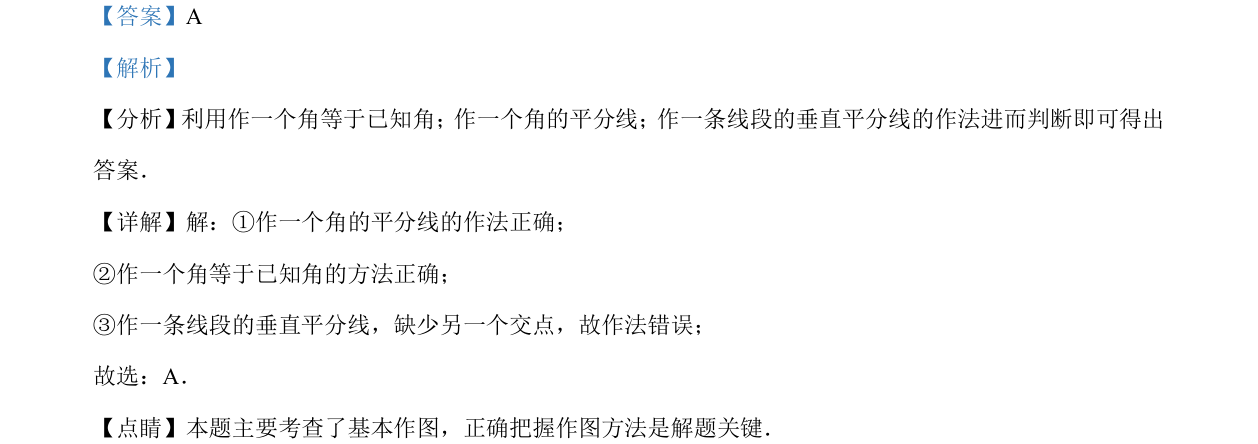 【答案】A
【解析】
【分析】利用作一个角等于已知角；作一个角的平分线；作一条线段的垂直平分线的作法进而判断即可得出
答案．
【详解】解：①作一个角的平分线的作法正确；
②作一个角等于已知角的方法正确；
③作一条线段的垂直平分线，缺少另一个交点，故作法错误；
故选：A．
【点睛】本题主要考查了基本作图，正确把握作图方法是解题关键．